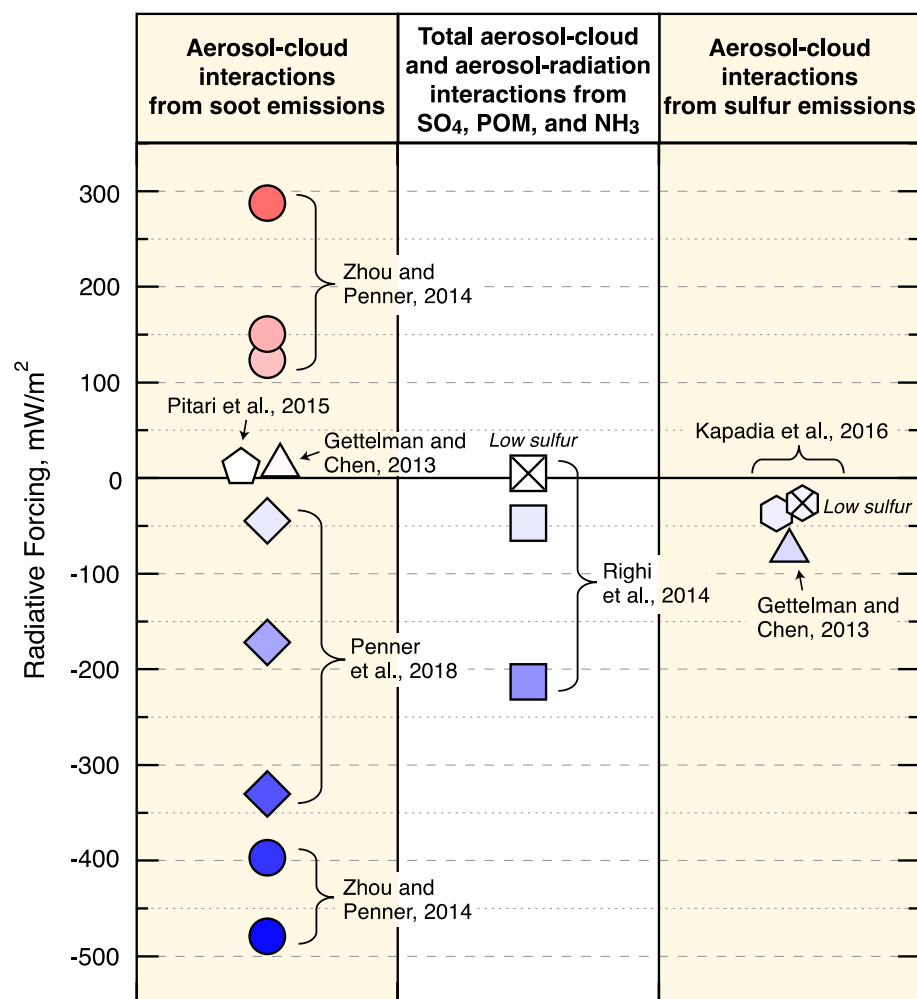 Aerosol-cloud
interactions
from soot emissions
Total aerosol-cloud
and aerosol-radiation
interactions from
SO₄, POM, and NH₃
Aerosol-cloud
interactions
from sulfur emissions
Radiative Forcing, mW/m²
300
200
100
0
-100
-200
-300
-400
-500
Zhou and
Penner, 2014
Pitari et al., 2015
Gettelman and
Chen, 2013
Penner
et al., 2018
Zhou and
Penner, 2014
Low sulfur
Righi
et al., 2014
Kapadia et al., 2016
Low sulfur
Gettelman and
Chen, 2013